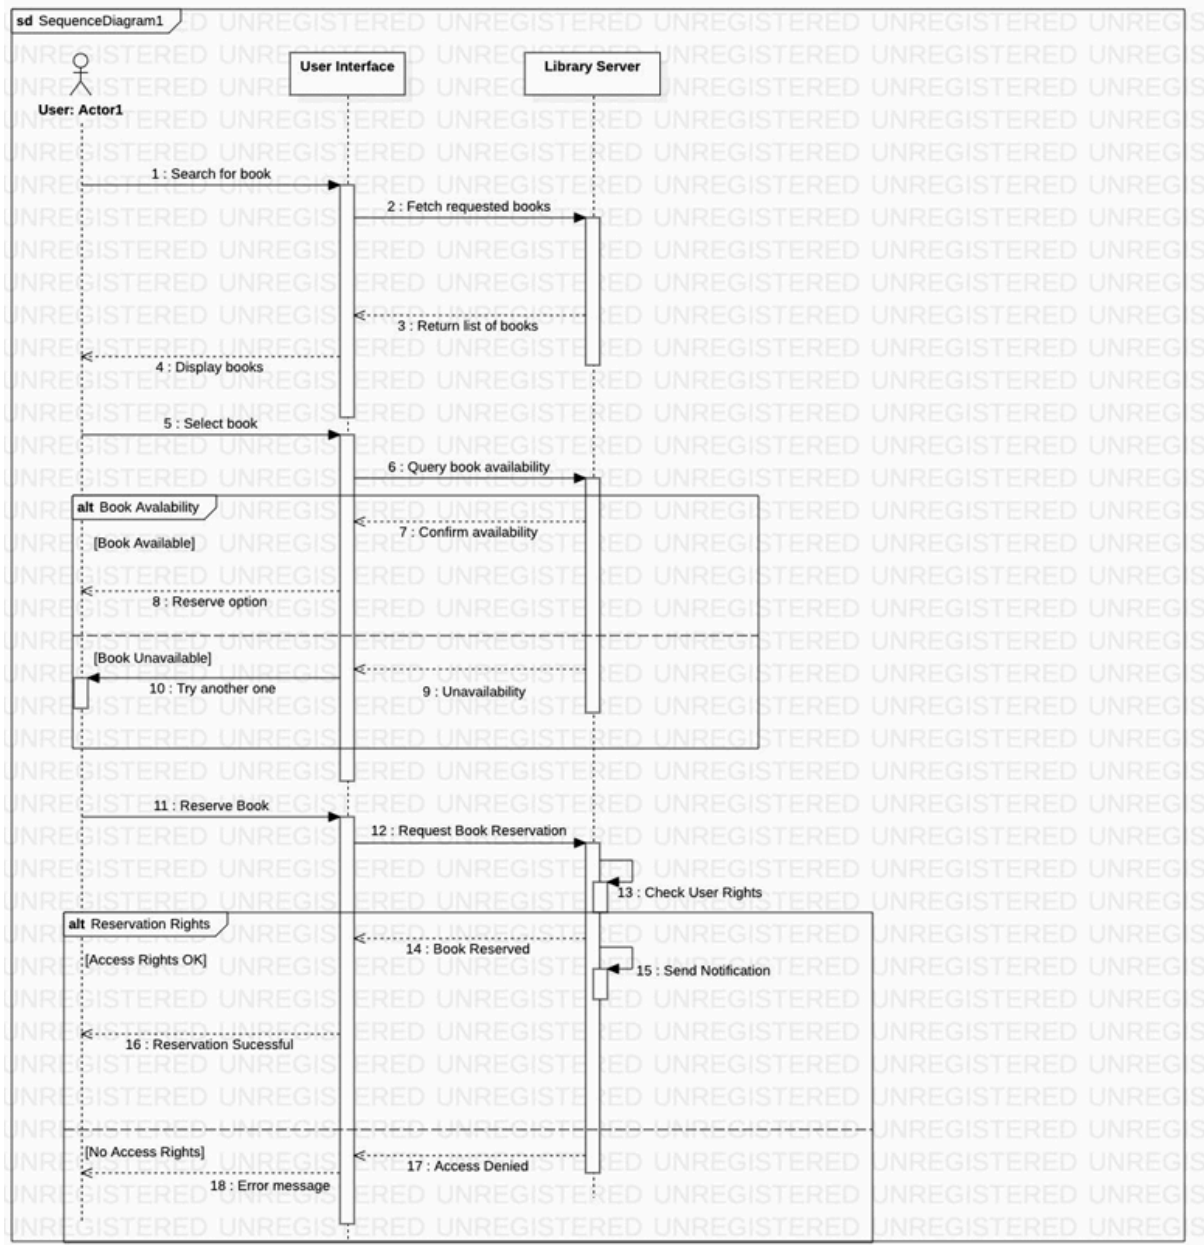 sd SequenceDiagram1
User Interface
Library Server
User: Actor1
1 : Search for book
2 : Fetch requested books
3 : Return list of books
4 : Display books
5 : Select book
6 : Query book availability
alt Book Avalability
7 : Confirm availability
[Book Available]
8 : Reserve option
[Book Unavailable]
10 : Try another one
9 : Unavailability
11 : Reserve Book
12 : Request Book Reservation
13 : Check User Rights
alt Reservation Rights
14 : Book Reserved
[Access Rights OK]
15 : Send Notification
16 : Reservation Sucessful
[No Access Rights]
17 : Access Denied
18 : Error message
UNREGISTERED